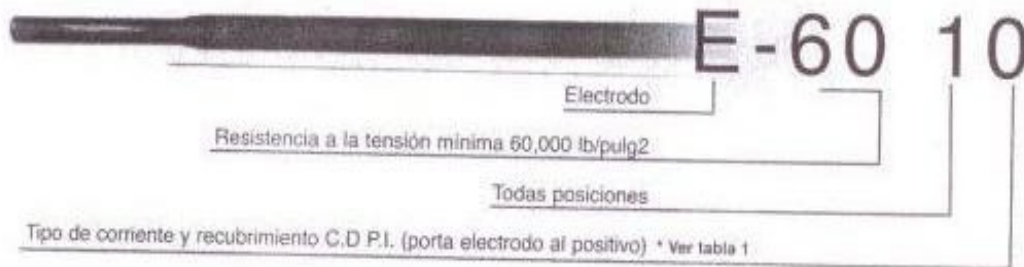 E-60 10
Electrodo
Resistencia a la tensión mínima 60,000 lb/pulg2
Todas posiciones
Tipo de corriente y recubrimiento C.D P.I. (porta electrodo al positivo) * Ver tabla 1